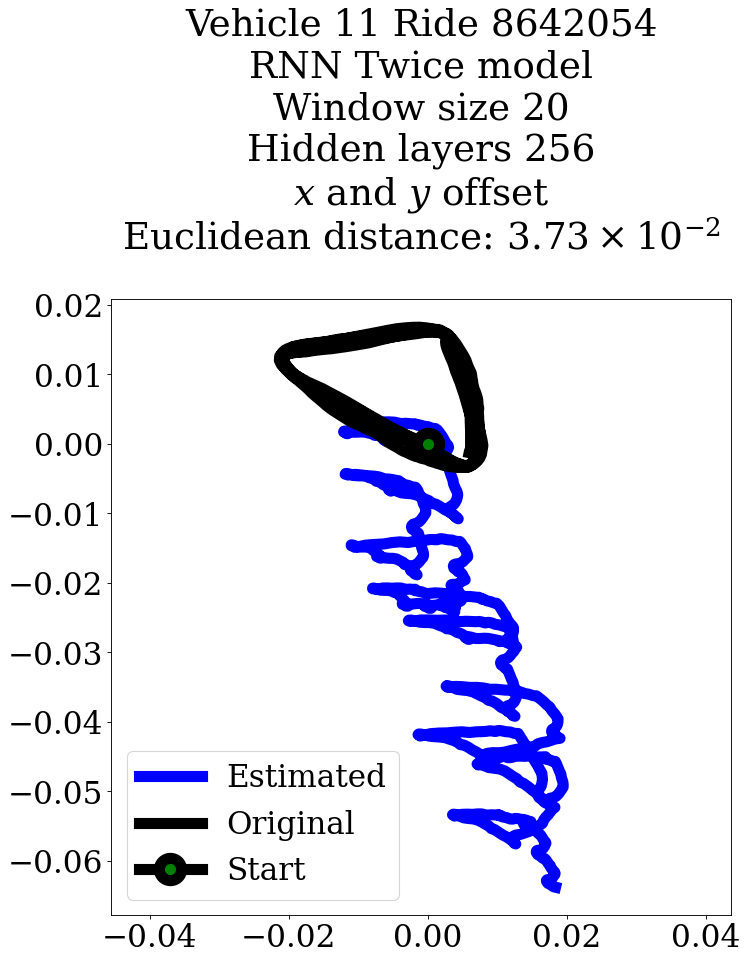 Vehicle 11 Ride 8642054
RNN Twice model
Window size 20
Hidden layers 256
x and y offset
Euclidean distance: 3.73 × 10⁻²
0.02
0.01
0.00
−0.01
−0.02
−0.03
−0.04
−0.05
−0.06
Estimated
Original
Start
−0.04 −0.02 0.00 0.02 0.04